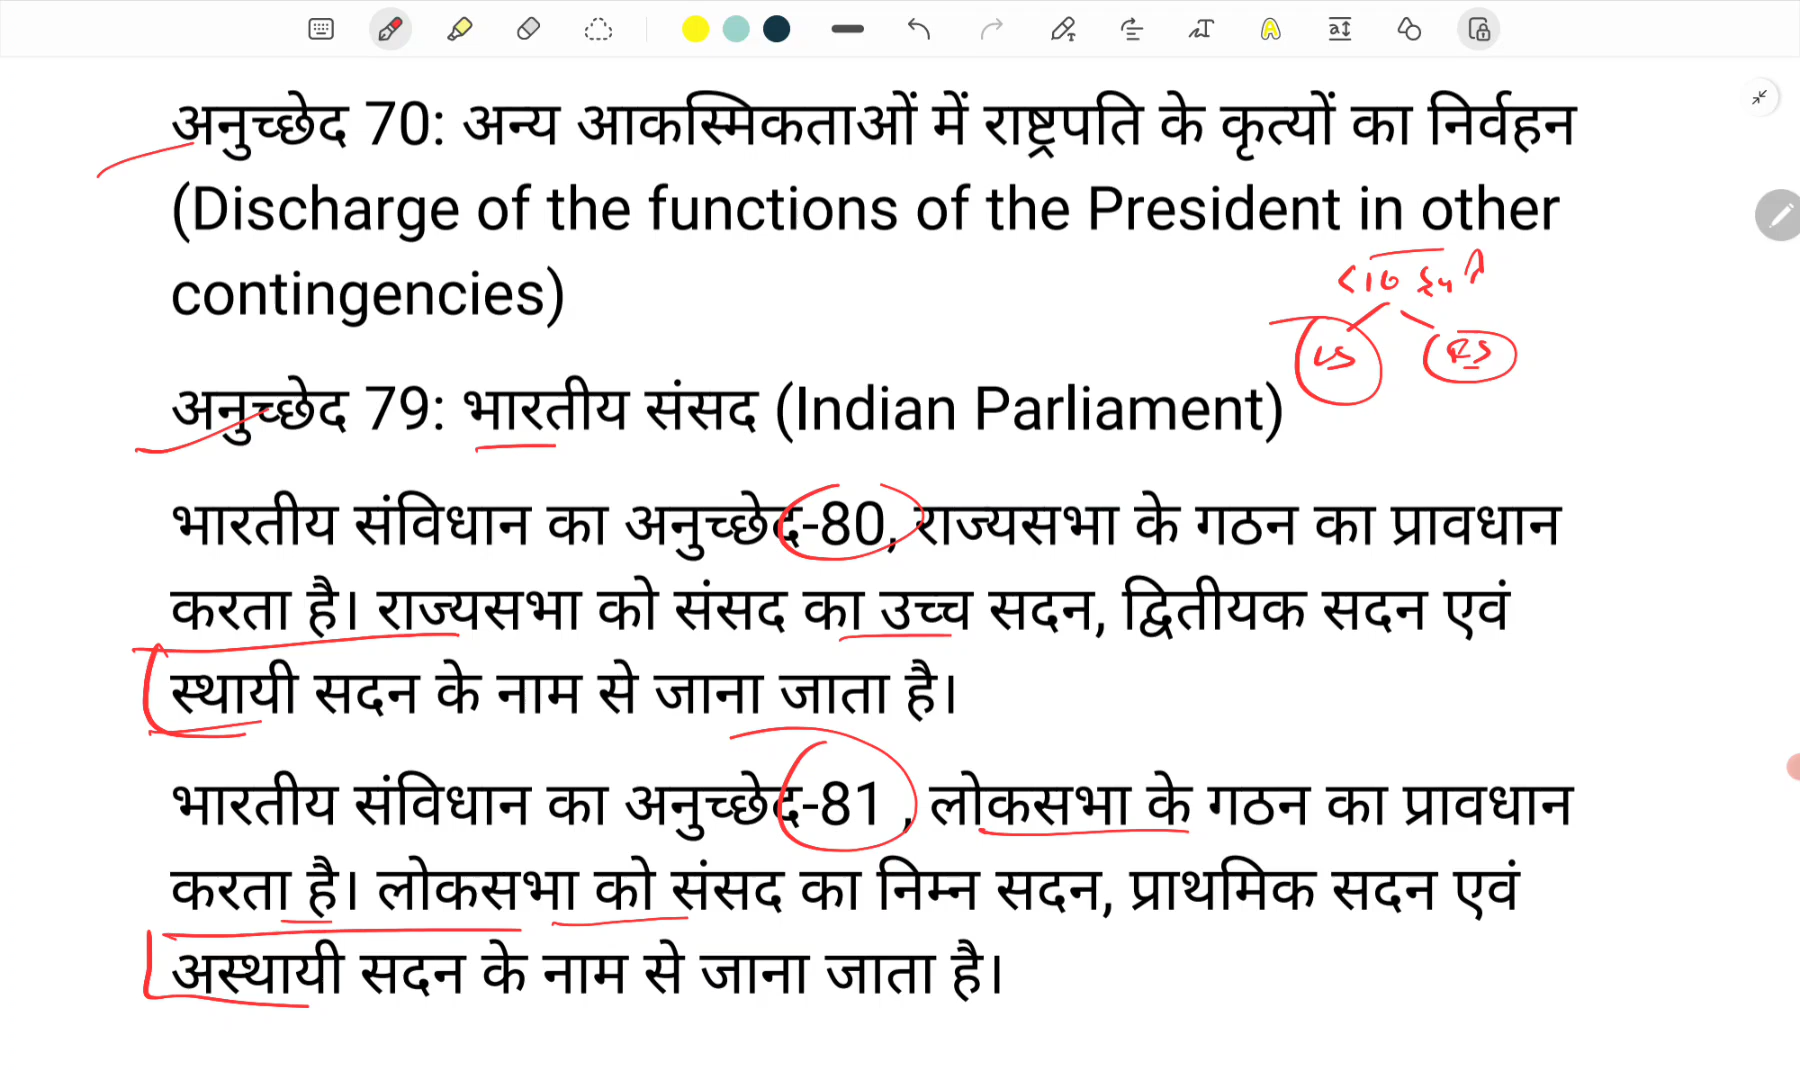 अनुच्छेद 70: अन्य आकस्मिकताओं में राष्ट्रपति के कृत्यों का निर्वहन
(Discharge of the functions of the President in other
contingencies)
LS RS
अनुच्छेद 79: भारतीय संसद (Indian Parliament)
भारतीय संविधान का अनुच्छेद-80, राज्यसभा के गठन का प्रावधान
करता है। राज्यसभा को संसद का उच्च सदन, द्वितीयक सदन एवं
स्थायी सदन के नाम से जाना जाता है।
भारतीय संविधान का अनुच्छेद-81 , लोकसभा के गठन का प्रावधान
करता है। लोकसभा को संसद का निम्न सदन, प्राथमिक सदन एवं
अस्थायी सदन के नाम से जाना जाता है।